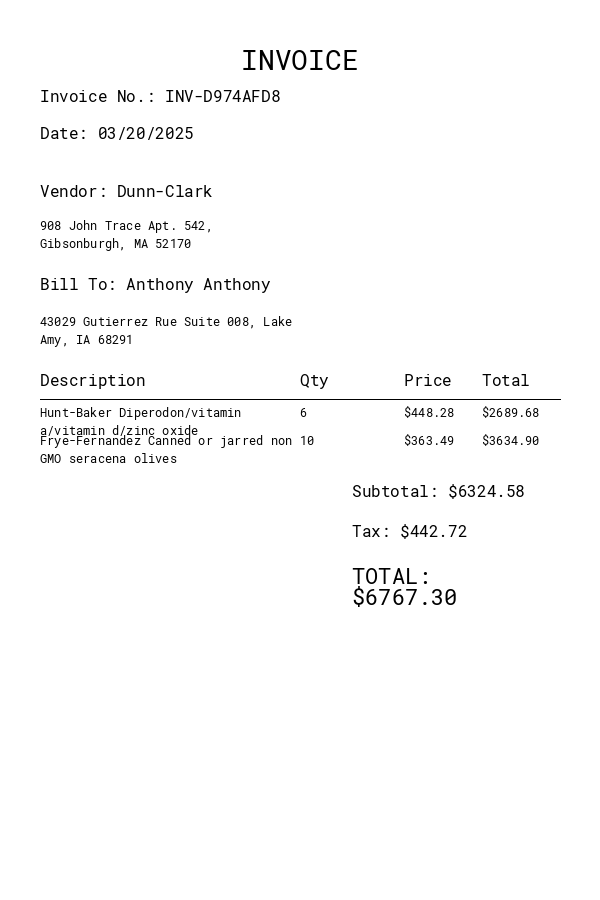 INVOICE
Invoice No.: INV-D974AFD8
Date: 03/20/2025
Vendor: Dunn-Clark
908 John Trace Apt. 542,
Gibsonburgh, MA 52170
Bill To: Anthony Anthony
43029 Gutierrez Rue Suite 008, Lake
Amy, IA 68291
Description Qty Price Total
Hunt-Baker Diperodon/vitamin 6 $448.28 $2689.68
a/vitamin d/zinc oxide
Frye-Fernandez Canned or jarred non 10 $363.49 $3634.90
GMO seracena olives
Subtotal: $6324.58
Tax: $442.72
TOTAL:
$6767.30